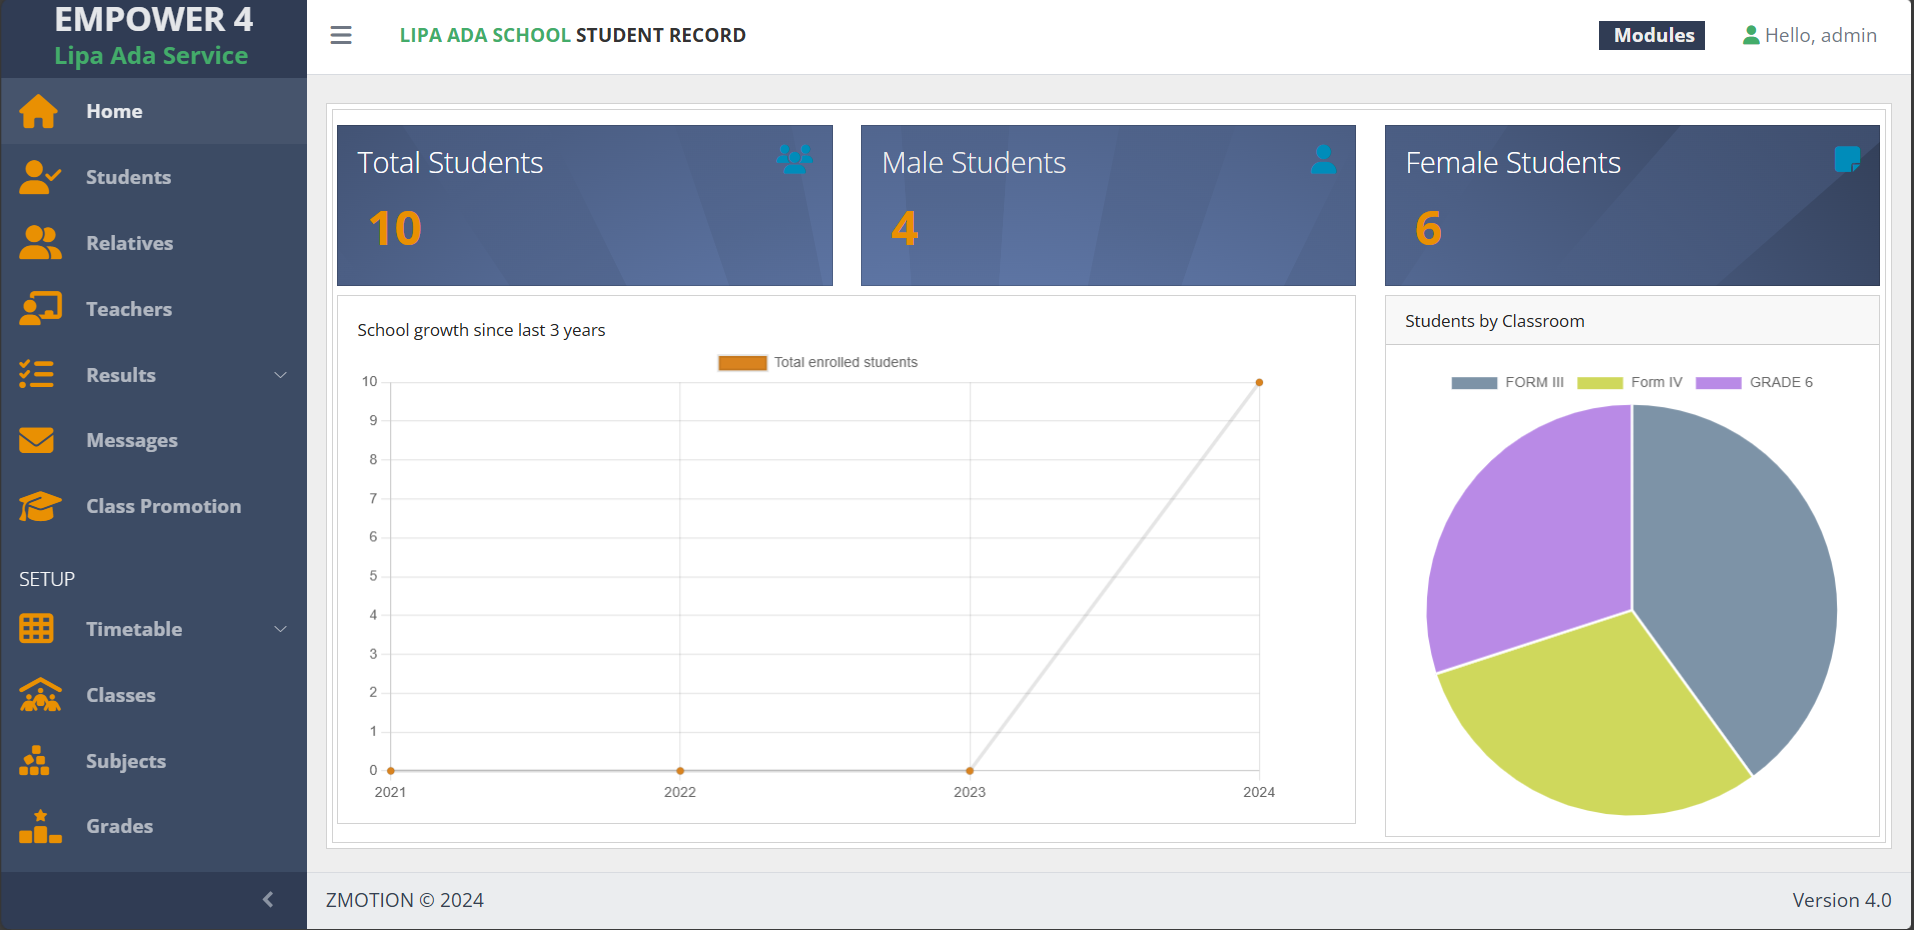 EMPOWER 4
Lipa Ada Service
Home
Students
Relatives
Teachers
Results
Messages
Class Promotion
SETUP
Timetable
Classes
Subjects
Grades
LIPA ADA SCHOOL STUDENT RECORD
Modules
Hello, admin
Total Students
10
Male Students
4
Female Students
6
School growth since last 3 years
Total enrolled students
10
9
8
7
6
5
4
3
2
1
0
2021 2022 2023 2024
Students by Classroom
FORM III Form IV GRADE 6
ZMOTION © 2024
Version 4.0